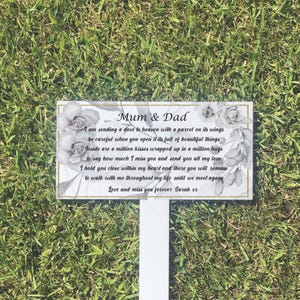 Mum & Dad
I am sending a dove to heaven with a parcel on its wings
be careful when you open it its full of beautiful things
Inside are a million kisses wrapped up in a million hugs
to say how much I miss you and send you all my love
I hold you close within my heart and there you will remain
to walk with me throughout my life until we meet again
Love and miss you forever Sarah xx